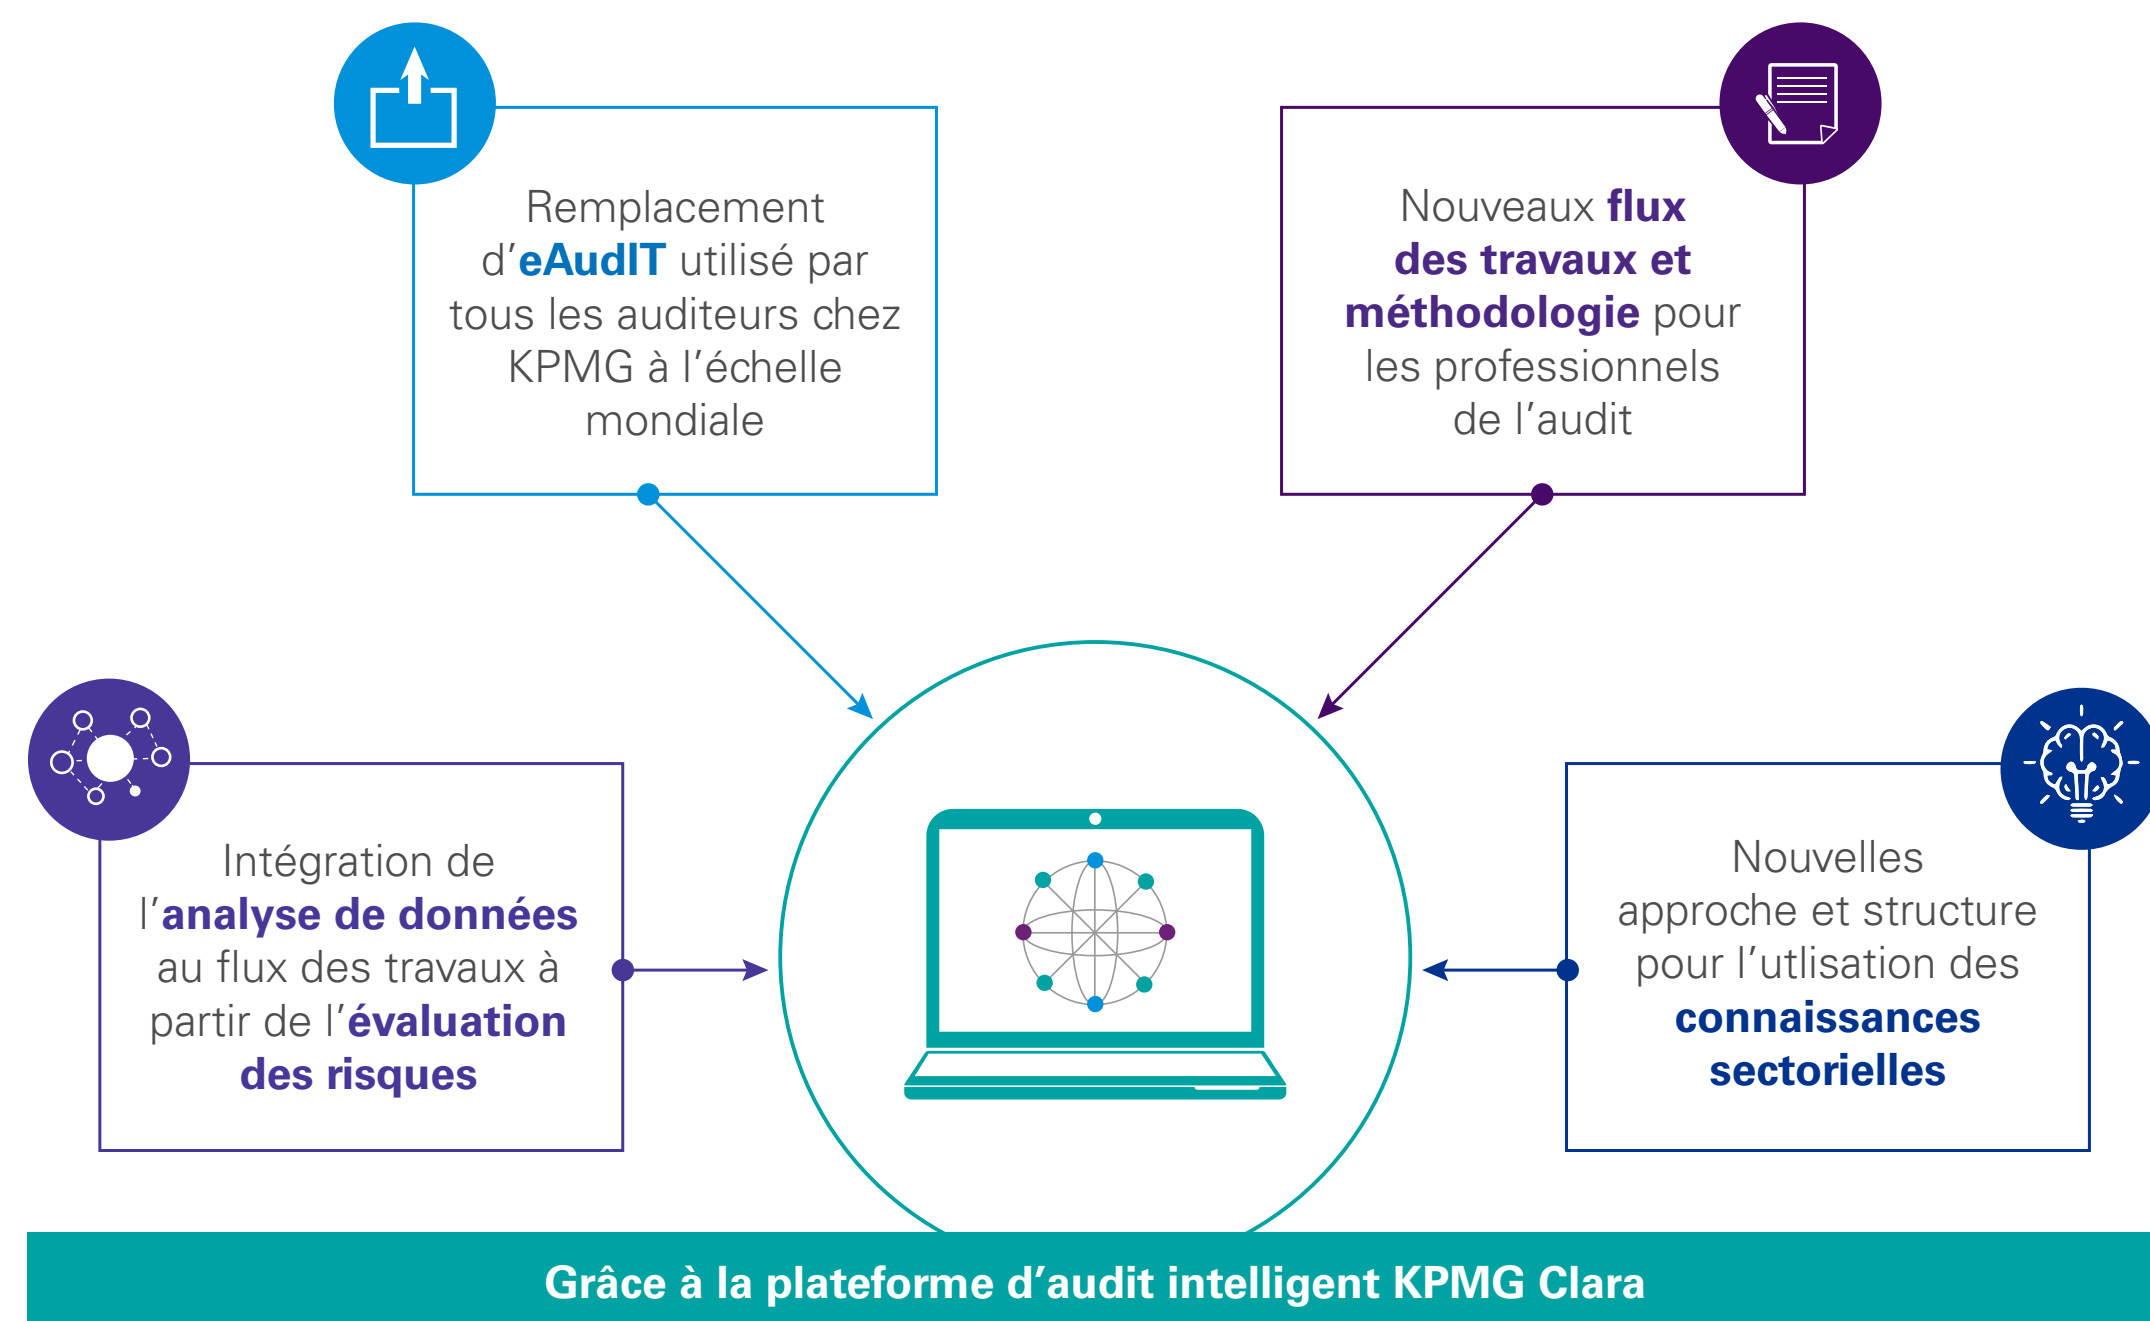 Remplacement
d’eAudIT utilisé par
tous les auditeurs chez
KPMG à l’échelle
mondiale
Nouveaux flux
des travaux et
méthodologie pour
les professionnels
de l’audit
Intégration de
l’analyse de données
au flux des travaux à
partir de l’évaluation
des risques
Nouvelles
approche et structure
pour l’utlisation des
connaissances
sectorielles
Grâce à la plateforme d’audit intelligent KPMG Clara